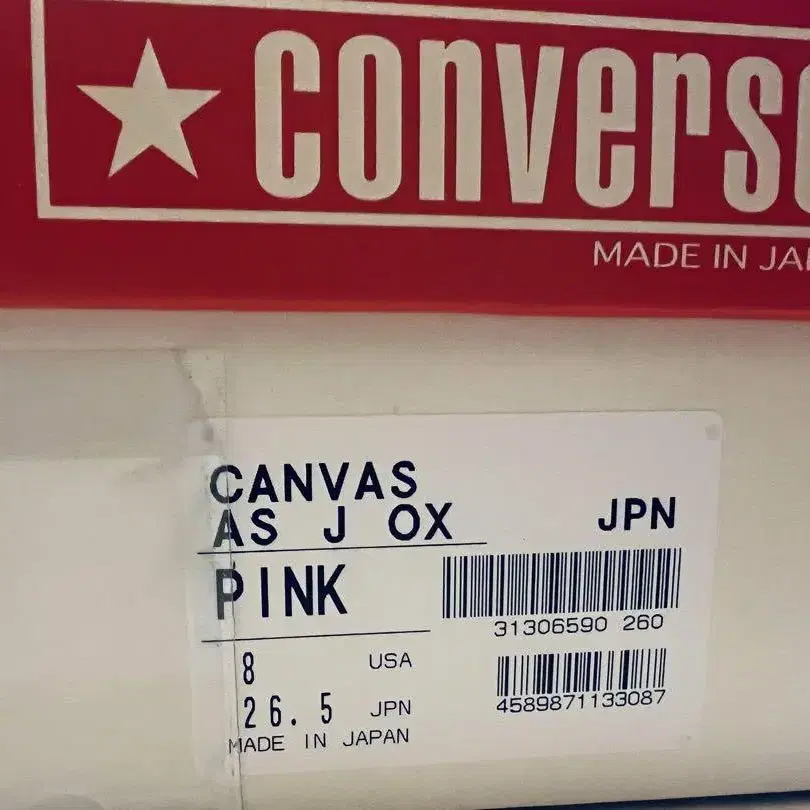 converse
MADE IN JA
CANVAS
AS J OX
JPN
PINK
31306590 260
8 USA
26.5 JPN
4589871133087
MADE IN JAPAN